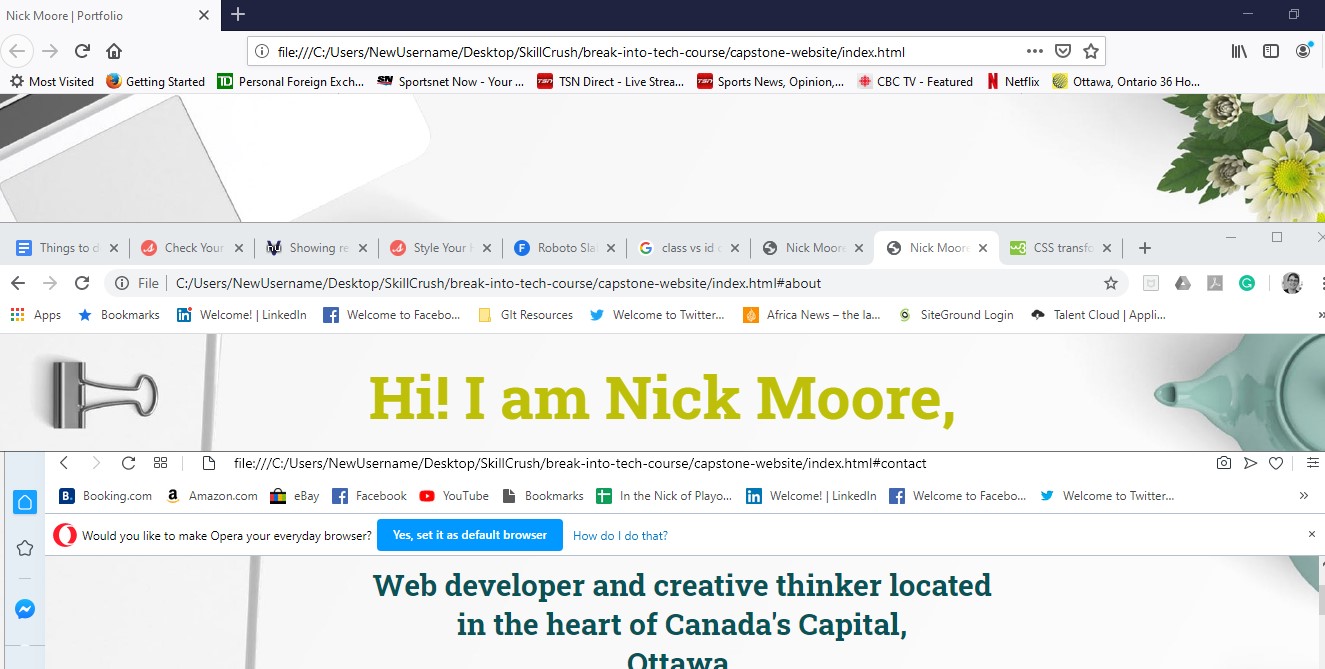 Nick Moore | Portfolio
file:///C:/Users/NewUsername/Desktop/SkillCrush/break-into-tech-course/capstone-website/index.html
Most Visited Getting Started TD Personal Foreign Exch... SN Sportsnet Now - Your ... TSN TSN Direct - Live Strea... TSN Sports News, Opinion,... CBC TV - Featured N Netflix Ottawa, Ontario 36 Ho...
Things to d Check Your Showing re Style Your H F Roboto Sla G class vs id Nick Moore Nick Moore CSS transfo
File C:/Users/NewUsername/Desktop/SkillCrush/break-into-tech-course/capstone-website/index.html#about
Apps Bookmarks Welcome! | LinkedIn Welcome to Facebo... GIt Resources Welcome to Twitter... Africa News – the la... SiteGround Login Talent Cloud | Appli...
Hi! I am Nick Moore,
file:///C:/Users/NewUsername/Desktop/SkillCrush/break-into-tech-course/capstone-website/index.html#contact
B. Booking.com a Amazon.com eBay Facebook YouTube Bookmarks In the Nick of Playo... Welcome! | LinkedIn Welcome to Facebo... Welcome to Twitter...
Would you like to make Opera your everyday browser? Yes, set it as default browser How do I do that?
Web developer and creative thinker located
in the heart of Canada's Capital,
Ottawa